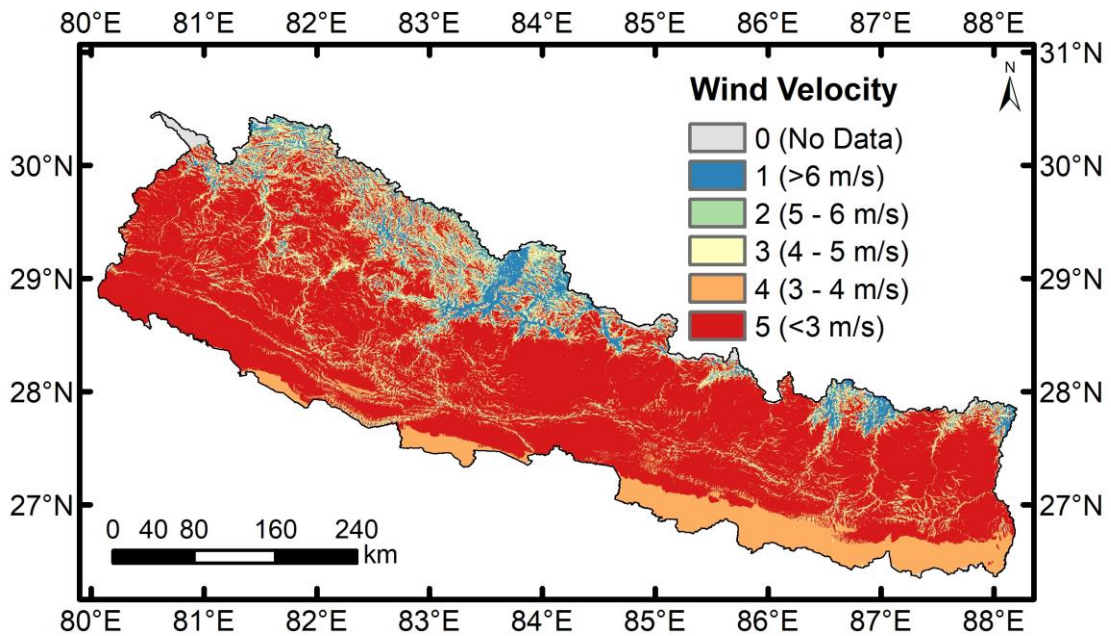 80°E 81°E 82°E 83°E 84°E 85°E 86°E 87°E 88°E
31°N
N
Wind Velocity
0 (No Data)
30°N 30°N
1 (>6 m/s)
2 (5 - 6 m/s)
3 (4 - 5 m/s)
29°N 29°N
4 (3 - 4 m/s)
5 (<3 m/s)
28°N 28°N
27°N 27°N
0 40 80 160 240
km
80°E 81°E 82°E 83°E 84°E 85°E 86°E 87°E 88°E